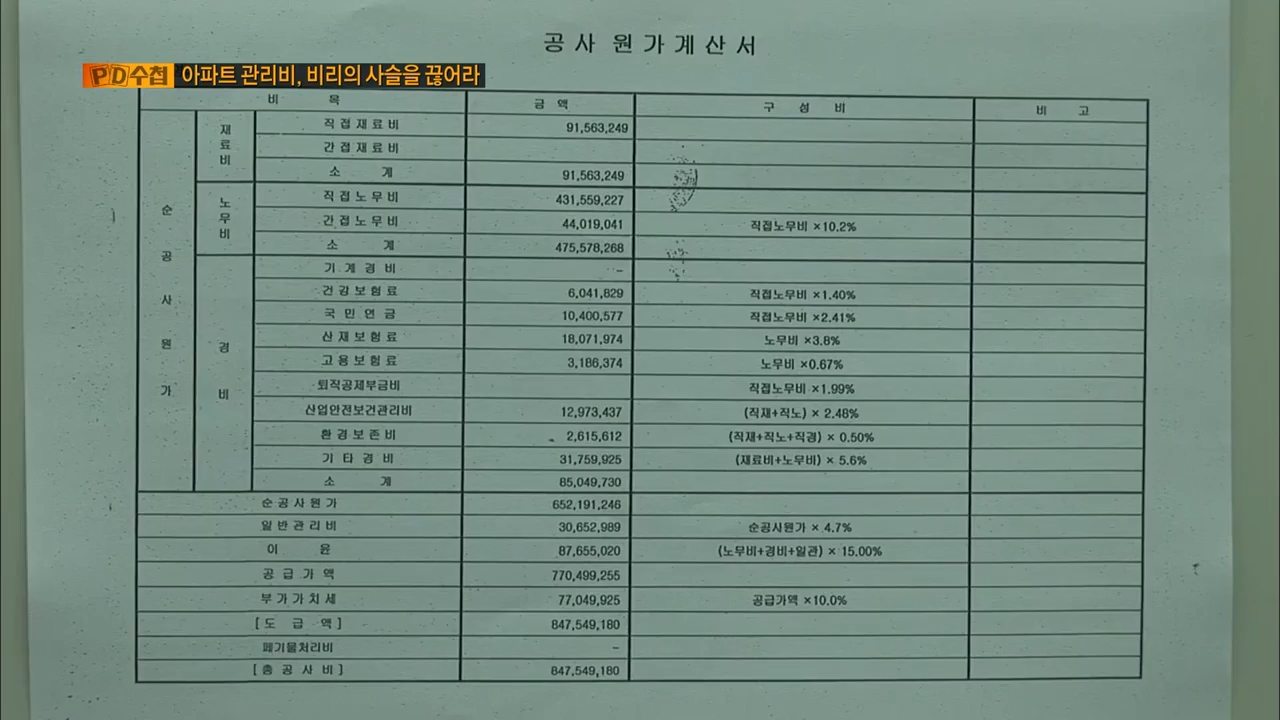 공사 원가계산서
PD수첩 아파트 관리비, 비리의 사슬을 끊어라
비 목 금 액 구 성 비 비 고
순 공 사 원 가 재료비 직접재료비 91,563,249
간접재료비
소 계 91,563,249
노무비 직접노무비 431,559,227
간접노무비 44,019,041 직접노무비 ×10.2%
소 계 475,578,268
경 비 기계경비 –
건강보험료 6,041,829 직접노무비 ×1.40%
국민연금 10,400,577 직접노무비 ×2.41%
산재보험료 18,071,974 노무비 ×3.8%
고용보험료 3,186,374 노무비 ×0.67%
퇴직공제부금비 직접노무비 ×1.99%
산업안전보건관리비 12,973,437 (직재+직노) × 2.48%
환경보존비 2,615,612 (직재+직노+직경) × 0.50%
기타경비 31,759,925 (재료비+노무비) × 5.6%
소 계 85,049,730
순공사원가 652,191,246
일반관리비 30,652,989 순공사원가 × 4.7%
이 윤 87,655,020 (노무비+경비+일관) × 15.00%
공급가액 770,499,255
부가가치세 77,049,925 공급가액 ×10.0%
[도 급 액] 847,549,180
폐기물처리비 –
[총공사비] 847,549,180